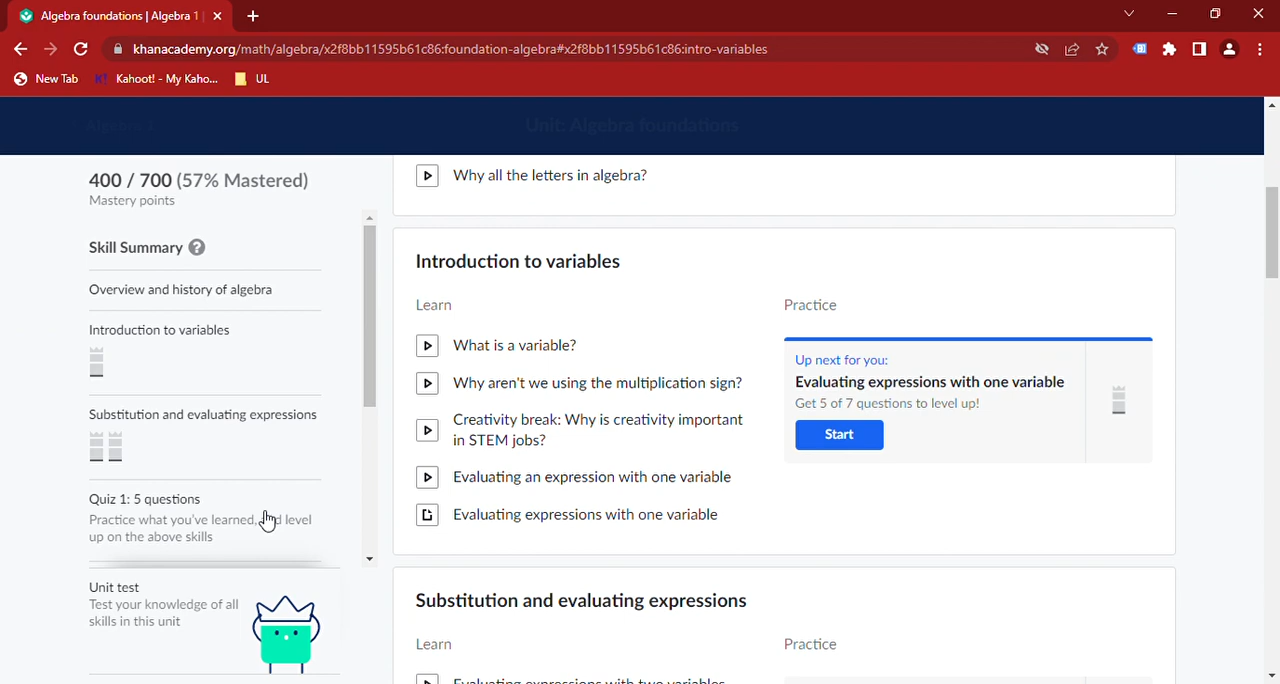 Algebra foundations | Algebra 1
khanacademy.org/math/algebra/x2f8bb11595b61c86:foundation-algebra#x2f8bb11595b61c86:intro-variables
New Tab
Kahoot! - My Kaho...
UL
Unit: Algebra foundations
400 / 700 (57% Mastered)
Mastery points
Skill Summary ?
Overview and history of algebra
Introduction to variables
Substitution and evaluating expressions
Quiz 1: 5 questions
Practice what you've learned, level
up on the above skills
Unit test
Test your knowledge of all
skills in this unit
Why all the letters in algebra?
Introduction to variables
Learn
What is a variable?
Why aren't we using the multiplication sign?
Creativity break: Why is creativity important
in STEM jobs?
Evaluating an expression with one variable
Evaluating expressions with one variable
Practice
Up next for you:
Evaluating expressions with one variable
Get 5 of 7 questions to level up!
Start
Substitution and evaluating expressions
Learn
Practice
Evaluating expressions with two variables